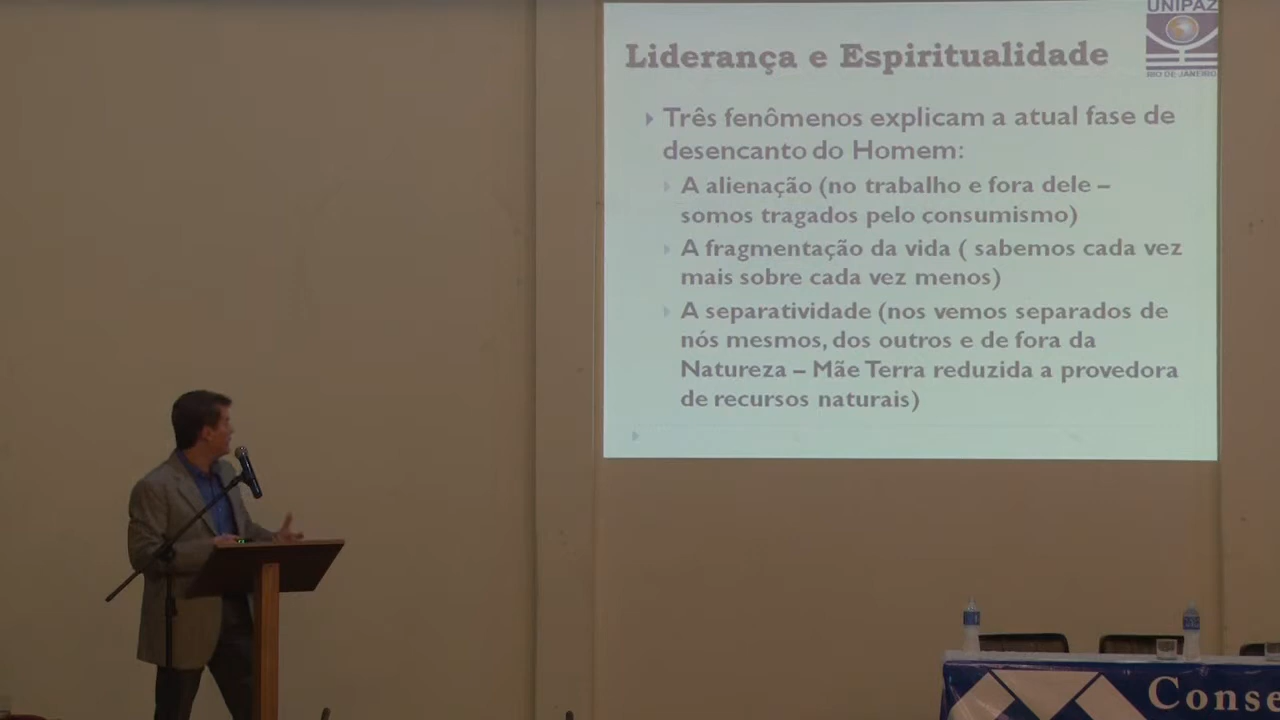 UNIPAZ
RIO DE JANEIRO
Liderança e Espiritualidade
Três fenômenos explicam a atual fase de
desencanto do Homem:
A alienação (no trabalho e fora dele –
somos tragados pelo consumismo)
A fragmentação da vida ( sabemos cada vez
mais sobre cada vez menos)
A separatividade (nos vemos separados de
nós mesmos, dos outros e de fora da
Natureza – Mãe Terra reduzida a provedora
de recursos naturais)
Conse